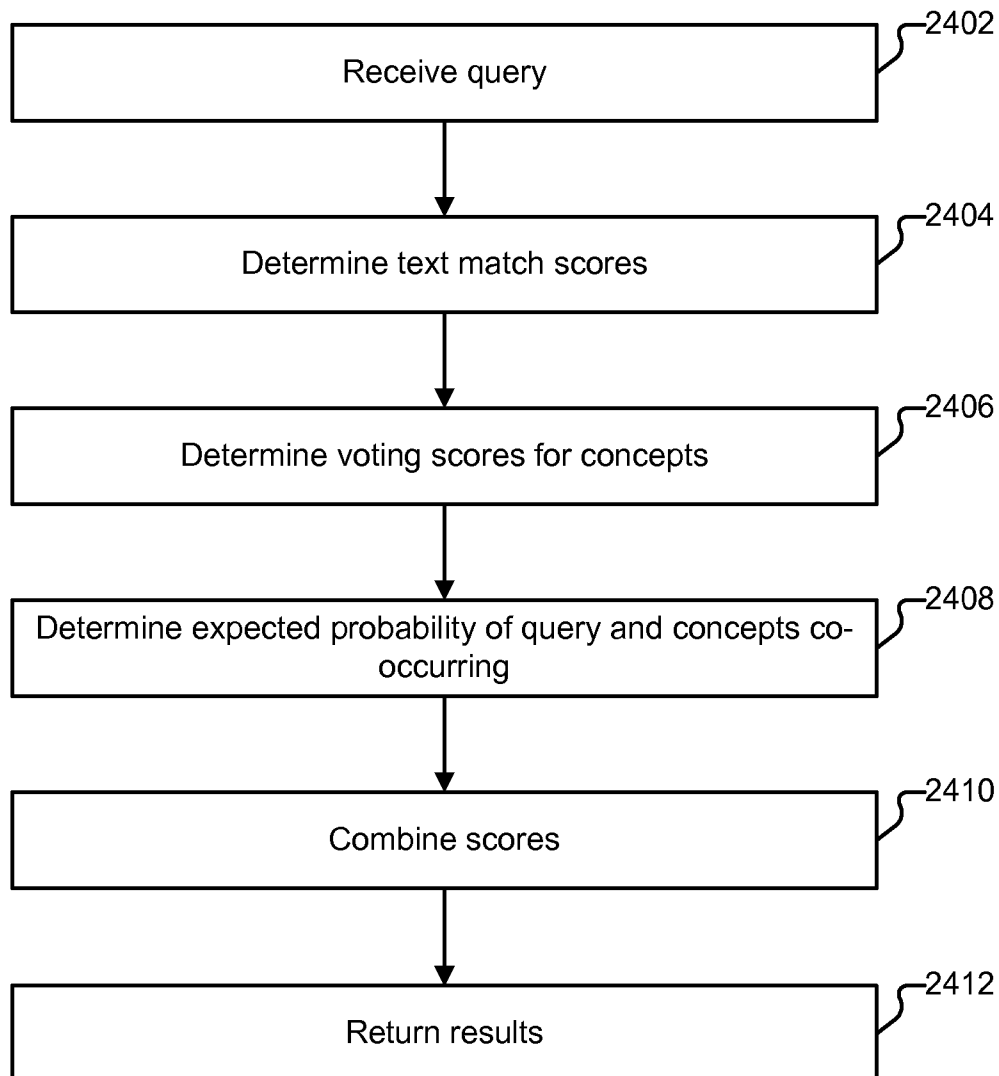 2402
Receive query
2404
Determine text match scores
2406
Determine voting scores for concepts
2408
Determine expected probability of query and concepts co-
occurring
2410
Combine scores
2412
Return results